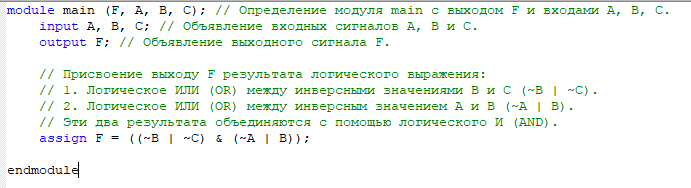 module main (F, A, B, C); // Определение модуля main с выходом F и входами A, B, C.
input A, B, C; // Объявление входных сигналов A, B и C.
output F; // Объявление выходного сигнала F.
// Присвоение выходу F результата логического выражения:
// 1. Логическое ИЛИ (OR) между инверсными значениями B и C (~B | ~C).
// 2. Логическое ИЛИ (OR) между инверсным значением A и B (~A | B).
// Эти два результата объединяются с помощью логического И (AND).
assign F = ((~B | ~C) & (~A | B));
endmodule